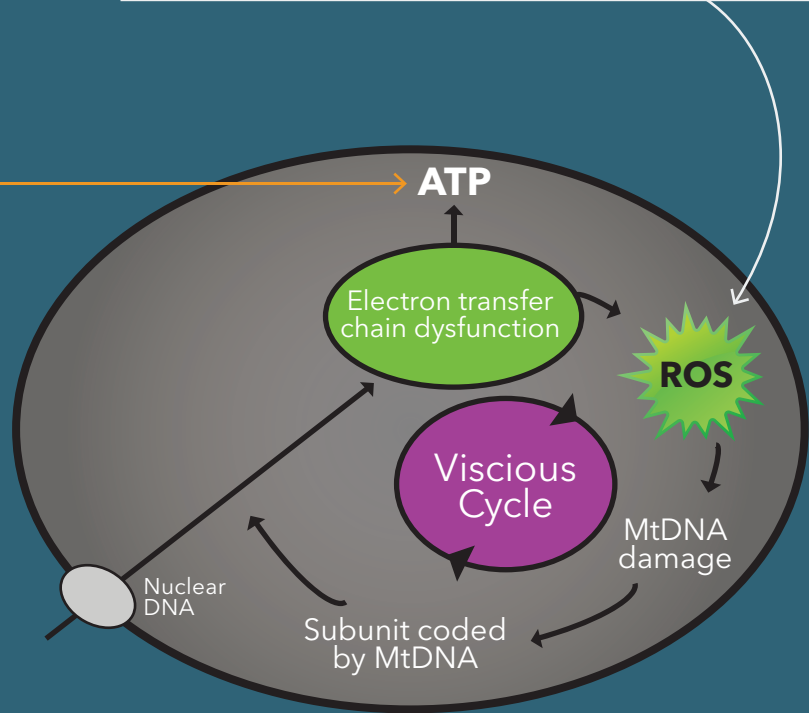 ATP
Electron transfer
chain dysfunction
ROS
Viscious
Cycle
MtDNA
damage
Nuclear
DNA
Subunit coded
by MtDNA